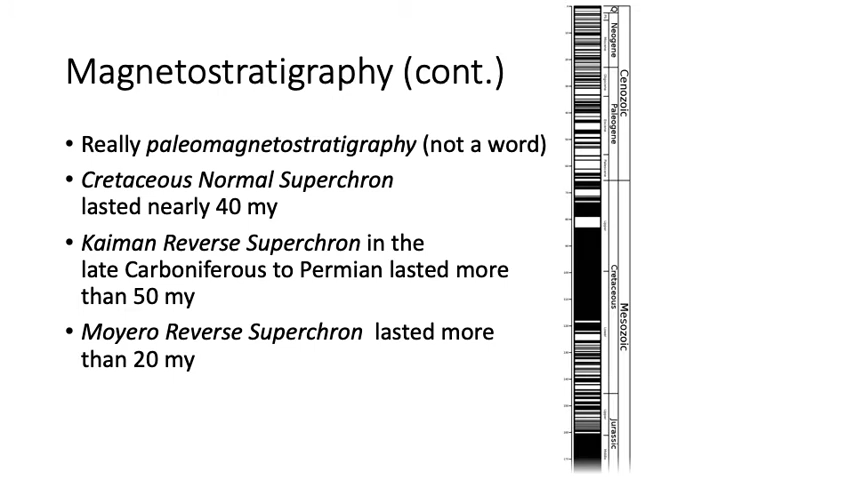 Magnetostratigraphy (cont.)
• Really paleomagnetostratigraphy (not a word)
• Cretaceous Normal Superchron
lasted nearly 40 my
• Kaiman Reverse Superchron in the
late Carboniferous to Permian lasted more
than 50 my
• Moyero Reverse Superchron lasted more
than 20 my
Q
Neogene
Paleogene
Cenozoic
Cretaceous
Mesozoic
Jurassic